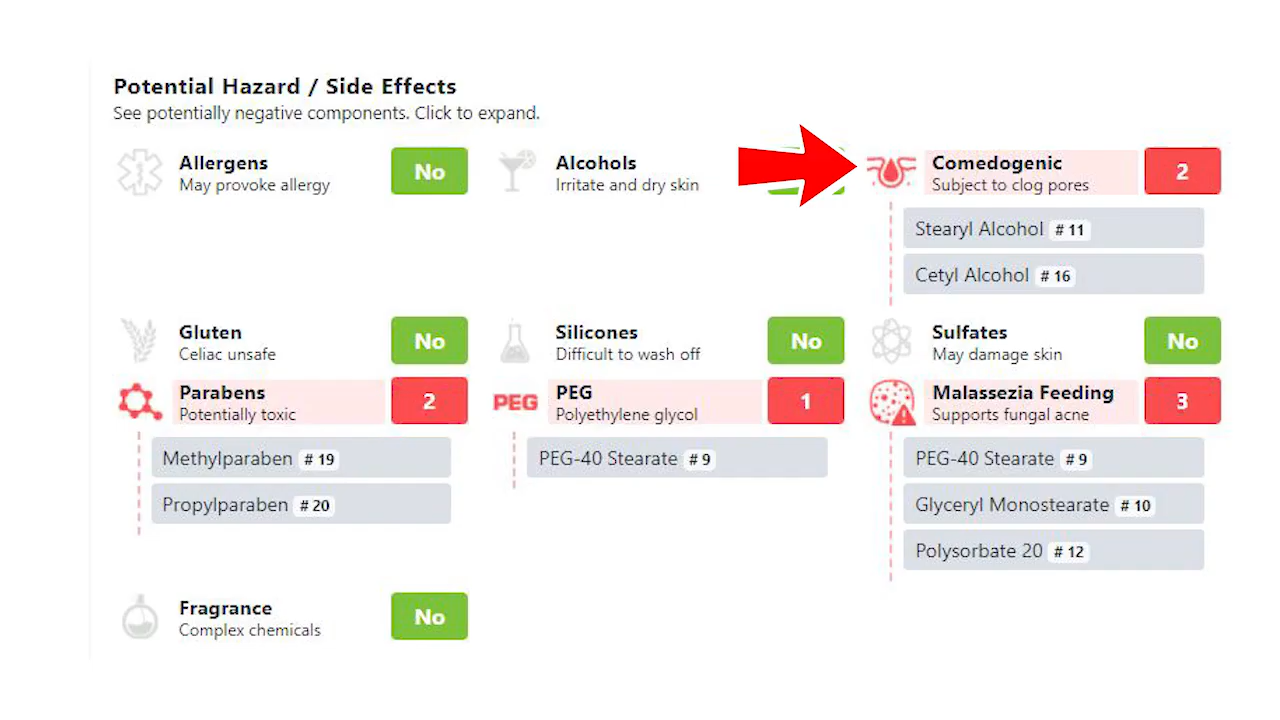 Potential Hazard / Side Effects
See potentially negative components. Click to expand.
Allergens
May provoke allergy
No
Alcohols
Irritate and dry skin
Comedogenic
Subject to clog pores
2
Stearyl Alcohol # 11
Cetyl Alcohol # 16
Gluten
Celiac unsafe
No
Silicones
Difficult to wash off
No
Sulfates
May damage skin
No
Parabens
Potentially toxic
2
Methylparaben # 19
Propylparaben # 20
PEG
PEG
Polyethylene glycol
1
PEG-40 Stearate # 9
Malassezia Feeding
Supports fungal acne
3
PEG-40 Stearate # 9
Glyceryl Monostearate # 10
Polysorbate 20 # 12
Fragrance
Complex chemicals
No